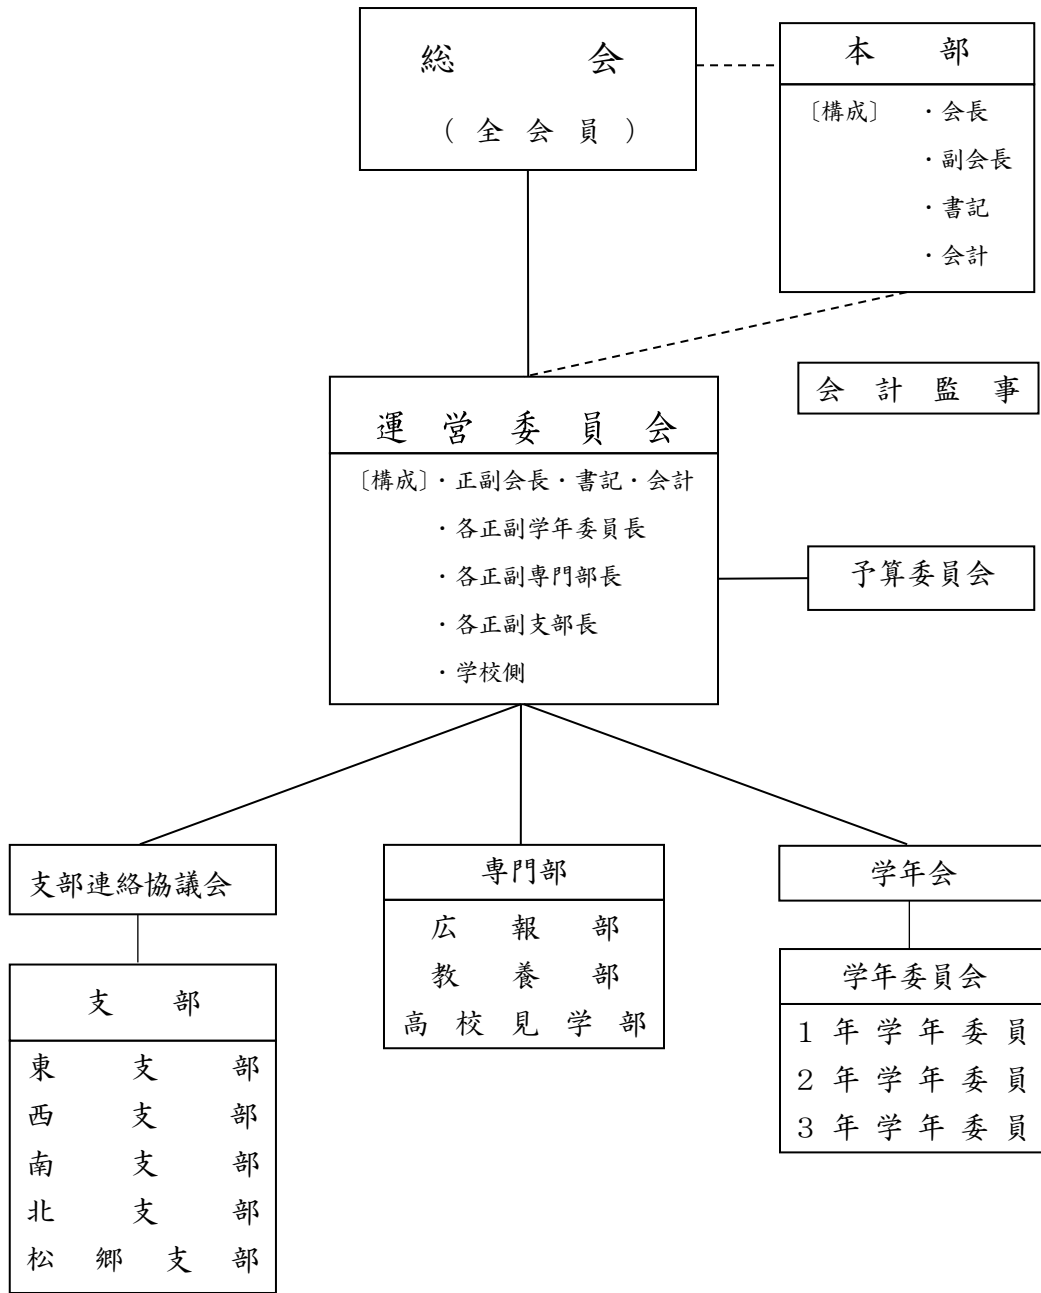 総会
(全会員)
本部
〔構成〕 ・会長
・副会長
・書記
・会計
会計監事
運営委員会
〔構成〕・正副会長・書記・会計
・各正副学年委員長
・各正副専門部長
・各正副支部長
・学校側
予算委員会
支部連絡協議会
支部
東支部
西支部
南支部
北支部
松郷支部
専門部
広報部
教養部
高校見学部
学年会
学年委員会
1年学年委員
2年学年委員
3年学年委員